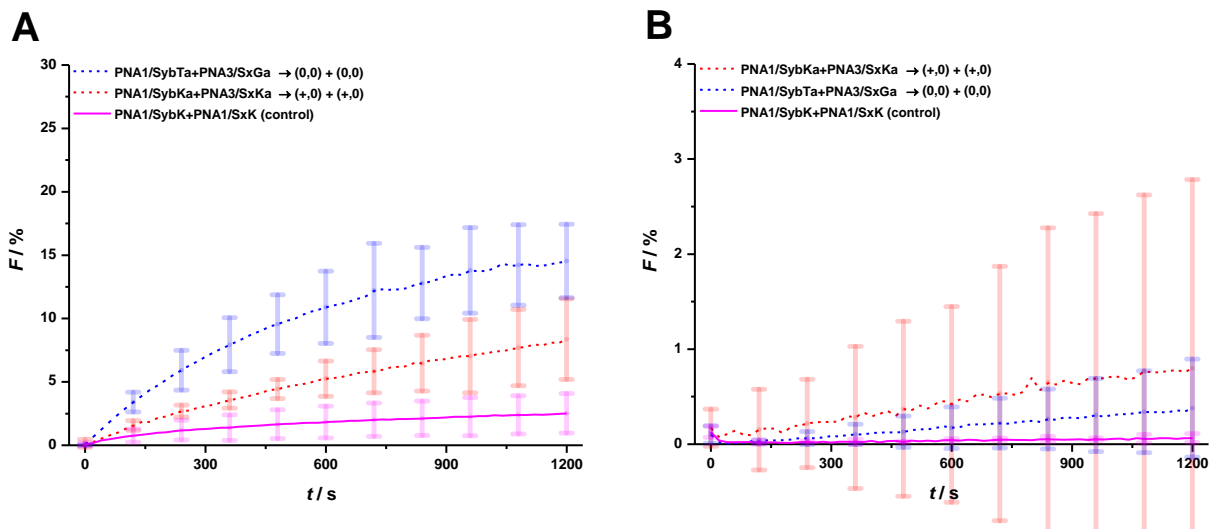 A
30
25
20
15
10
5
0
F / %
PNA1/SybTa+PNA3/SxGa → (0,0) + (0,0)
PNA1/SybKa+PNA3/SxKa → (+,0) + (+,0)
PNA1/SybK+PNA1/SxK (control)
0 300 600 900 1200
t / s
B
4
3
2
1
0
F / %
PNA1/SybKa+PNA3/SxKa → (+,0) + (+,0)
PNA1/SybTa+PNA3/SxGa → (0,0) + (0,0)
PNA1/SybK+PNA1/SxK (control)
0 300 600 900 1200
t / s